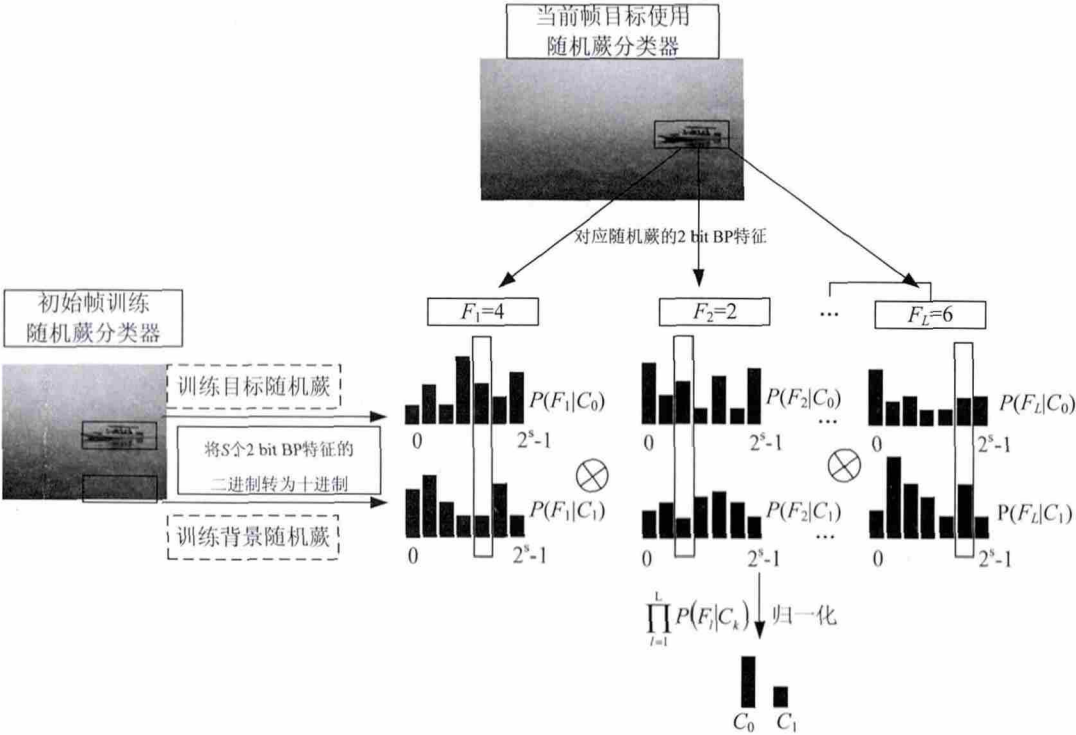 当前帧目标使用
随机蕨分类器
对应随机蕨的2 bit BP特征
初始帧训练
随机蕨分类器
F₁=4
F₂=2
...
F_L=6
训练目标随机蕨
P(F₁|C₀)
P(F₂|C₀)
P(F_L|C₀)
0
2ˢ-1
0
2ˢ-1
...
0
2ˢ-1
将S个2 bit BP特征的
二进制转为十进制
训练背景随机蕨
P(F₁|C₁)
P(F₂|C₁)
P(F_L|C₁)
0
2ˢ-1
0
2ˢ-1
...
0
2ˢ-1
∏ₗ₌₁ᴸ P(Fₗ|Cₖ) 归一化
C₀ C₁